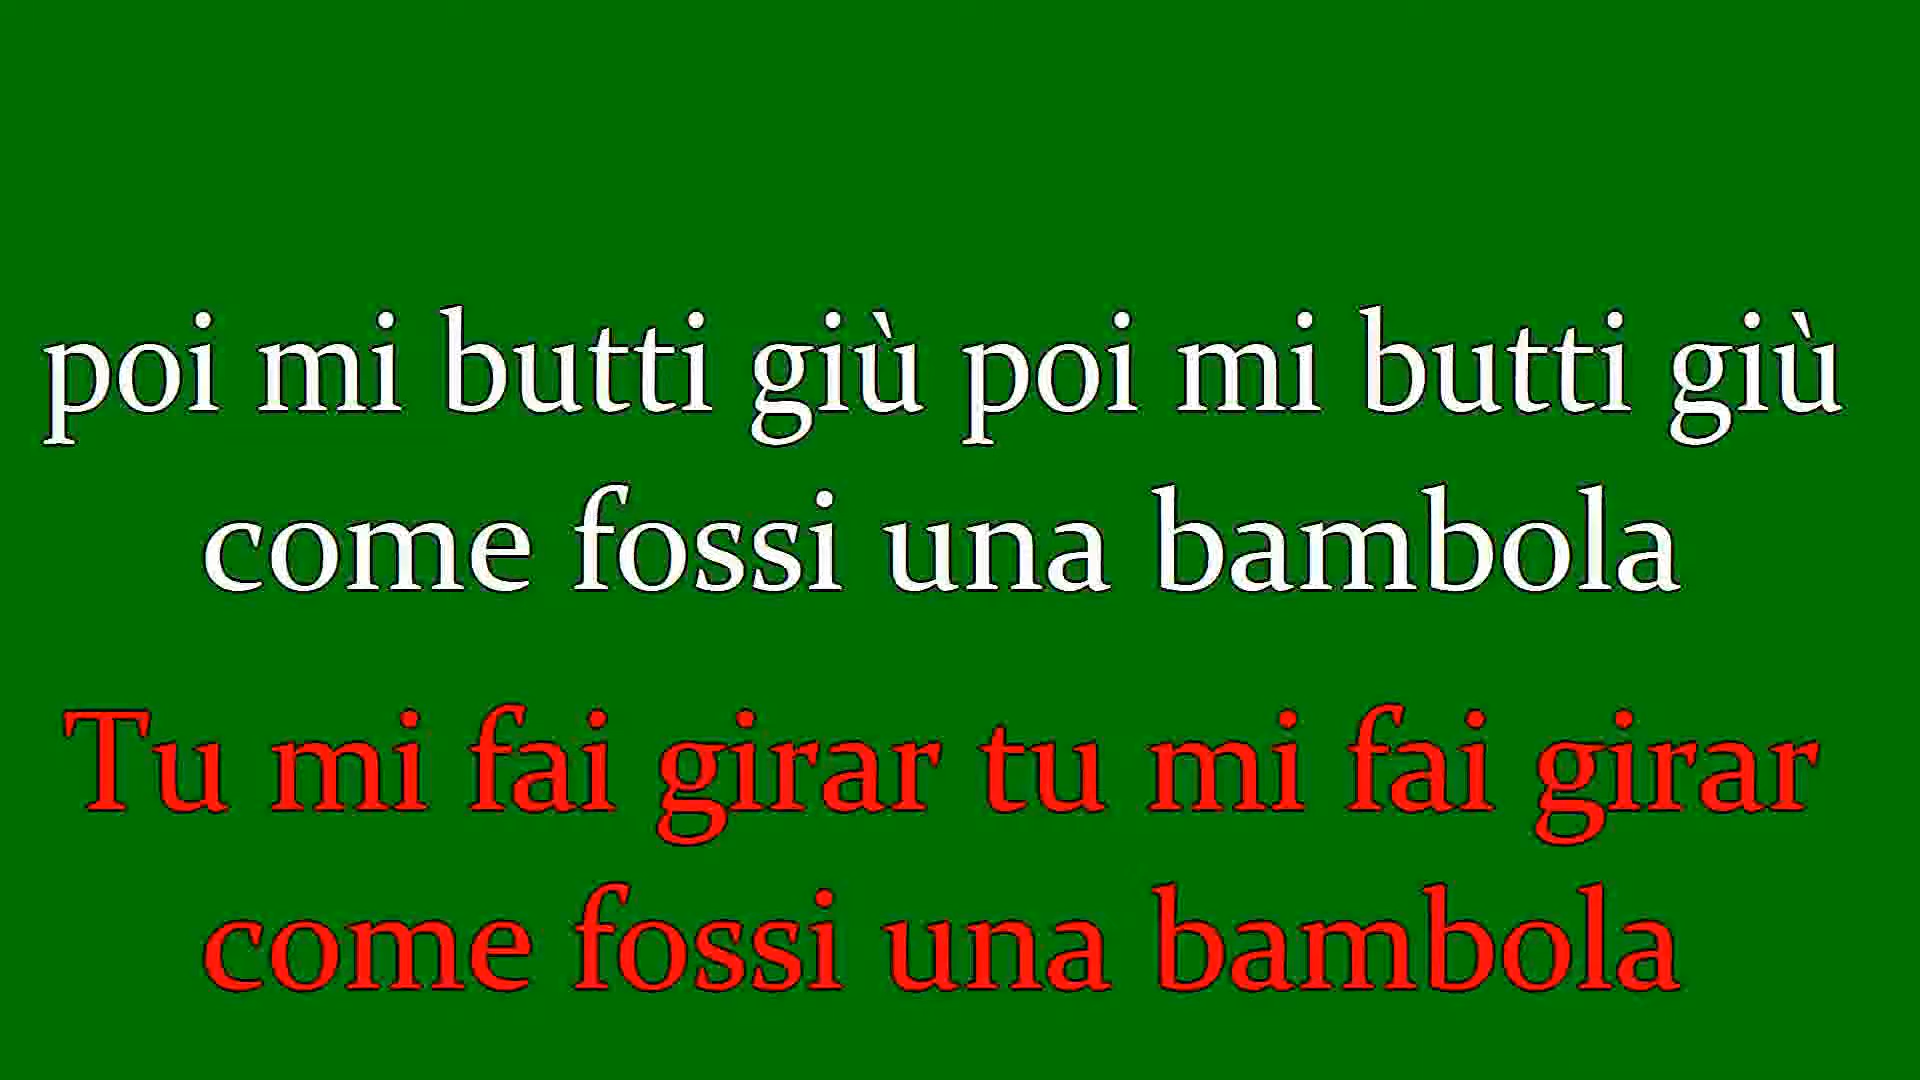 poi mi butti giù poi mi butti giù
come fossi una bambola
Tu mi fai girar tu mi fai girar
come fossi una bambola